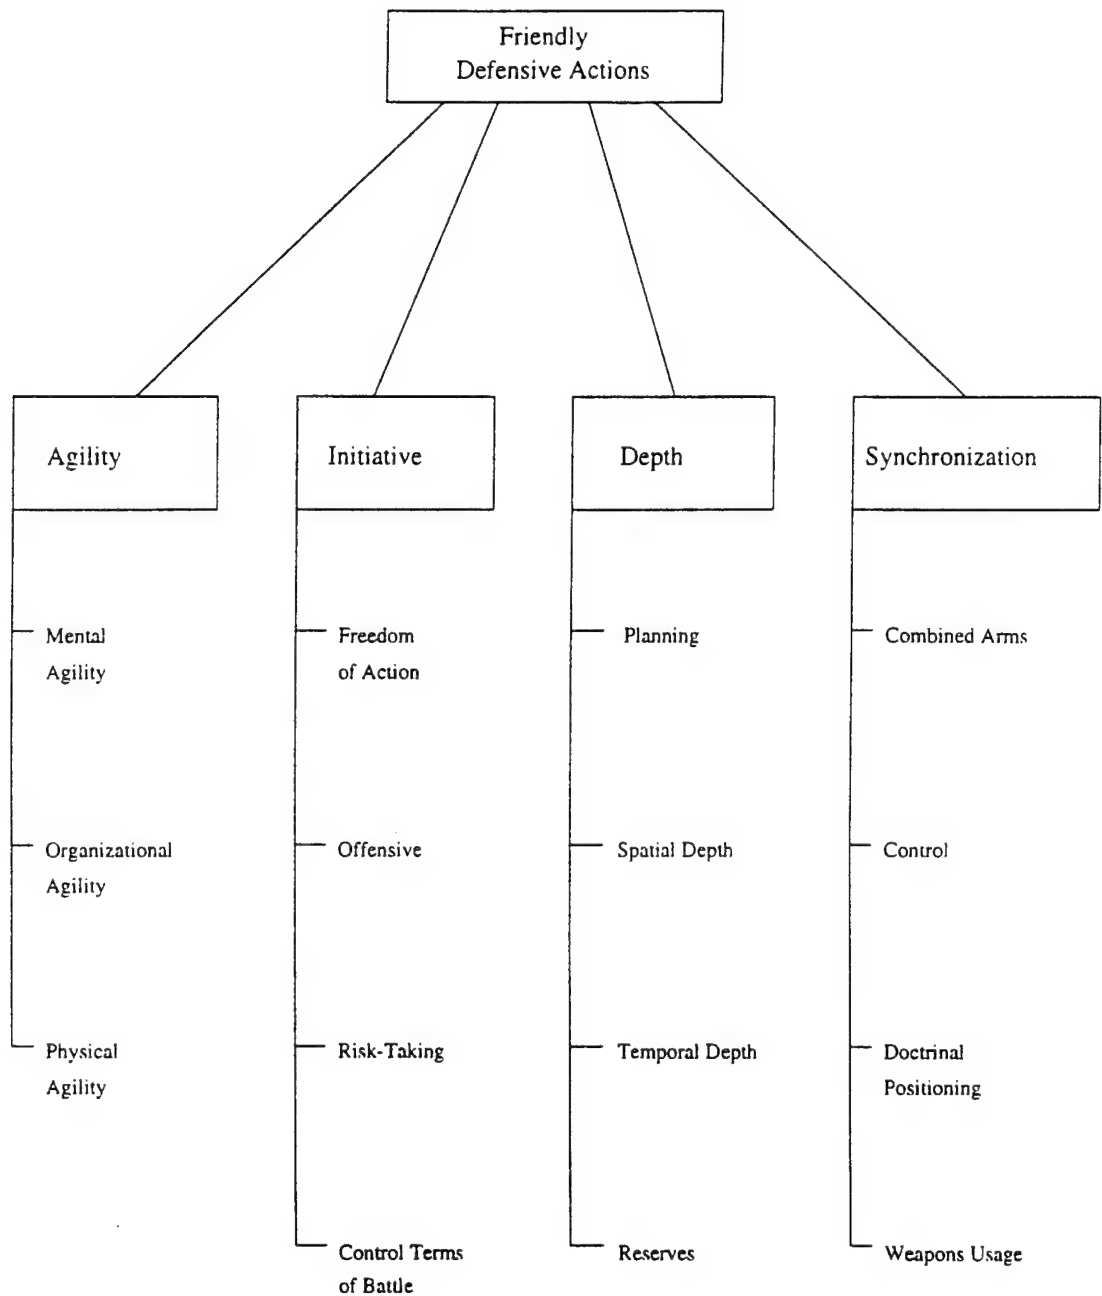 Friendly
Defensive Actions
Agility
Initiative
Depth
Synchronization
Mental
Agility
Freedom
of Action
Planning
Combined Arms
Organizational
Agility
Offensive
Spatial Depth
Control
Physical
Agility
Risk-Taking
Temporal Depth
Doctrinal
Positioning
Control Terms
of Battle
Reserves
Weapons Usage